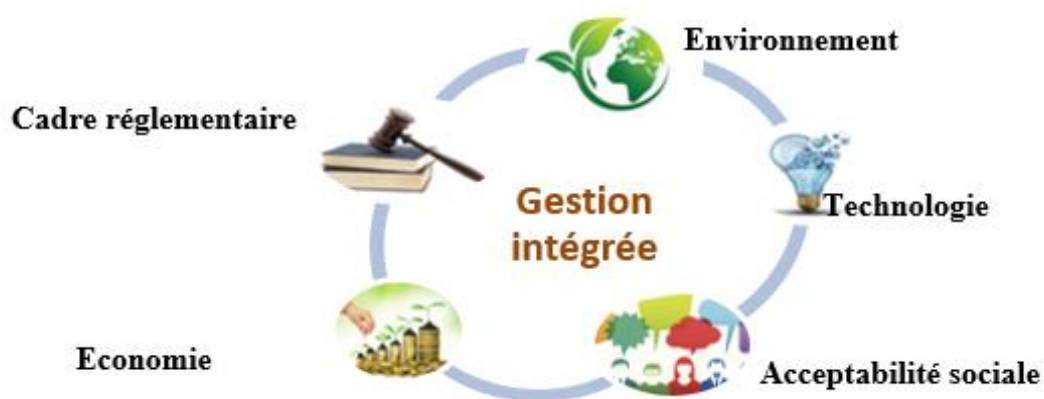 Environnement
Cadre réglementaire
Technologie
Gestion
intégrée
Economie
Acceptabilité sociale